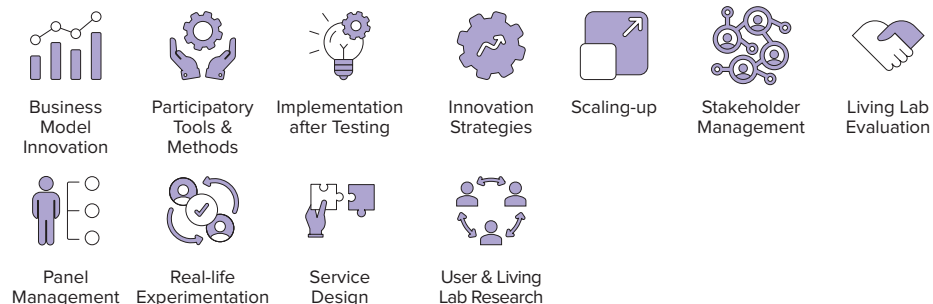 Business
Model
Innovation
Participatory
Tools &
Methods
Implementation
after Testing
Innovation
Strategies
Scaling-up
Stakeholder
Management
Living Lab
Evaluation
Panel
Management
Real-life
Experimentation
Service
Design
User & Living
Lab Research